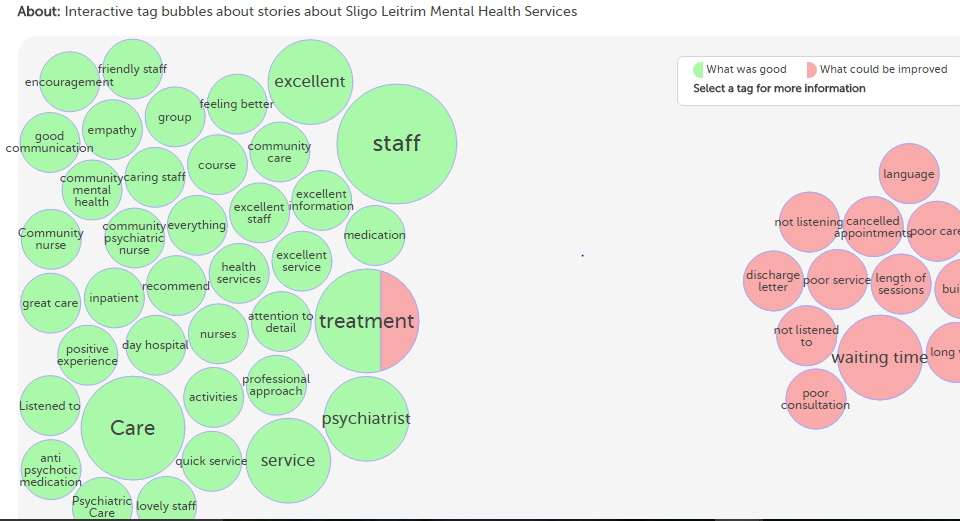 About: Interactive tag bubbles about stories about Sligo Leitrim Mental Health Services
What was good
What could be improved
Select a tag for more information
encouragement
friendly staff
feeling better
excellent
staff
good
communication
empathy
group
community
mental
health
caring staff
course
community
care
Community
nurse
community
psychiatric
nurse
everything
excellent
staff
excellent
information
medication
great care
inpatient
recommend
health
services
excellent
service
treatment
positive
experience
day hospital
nurses
attention to
detail
Listened to
Care
activities
professional
approach
psychiatrist
anti
psychotic
medication
Psychiatric
Care
lovely staff
quick service
service
language
not listening
cancelled
appointments
poor care
discharge
letter
poor service
length of
sessions
bui
not listened
to
waiting time
long
poor
consultation